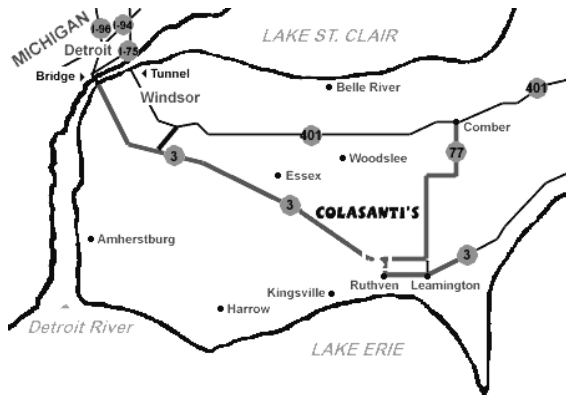 MICHIGAN
I-96
I-94
Detroit
I-75
Bridge
Tunnel
LAKE ST. CLAIR
Windsor
Belle River
401
401
Comber
3
Woodslee
77
Essex
3
COLASANTI'S
Amherstburg
3
Ruthven
Leamington
Kingsville
Harrow
Detroit River
LAKE ERIE